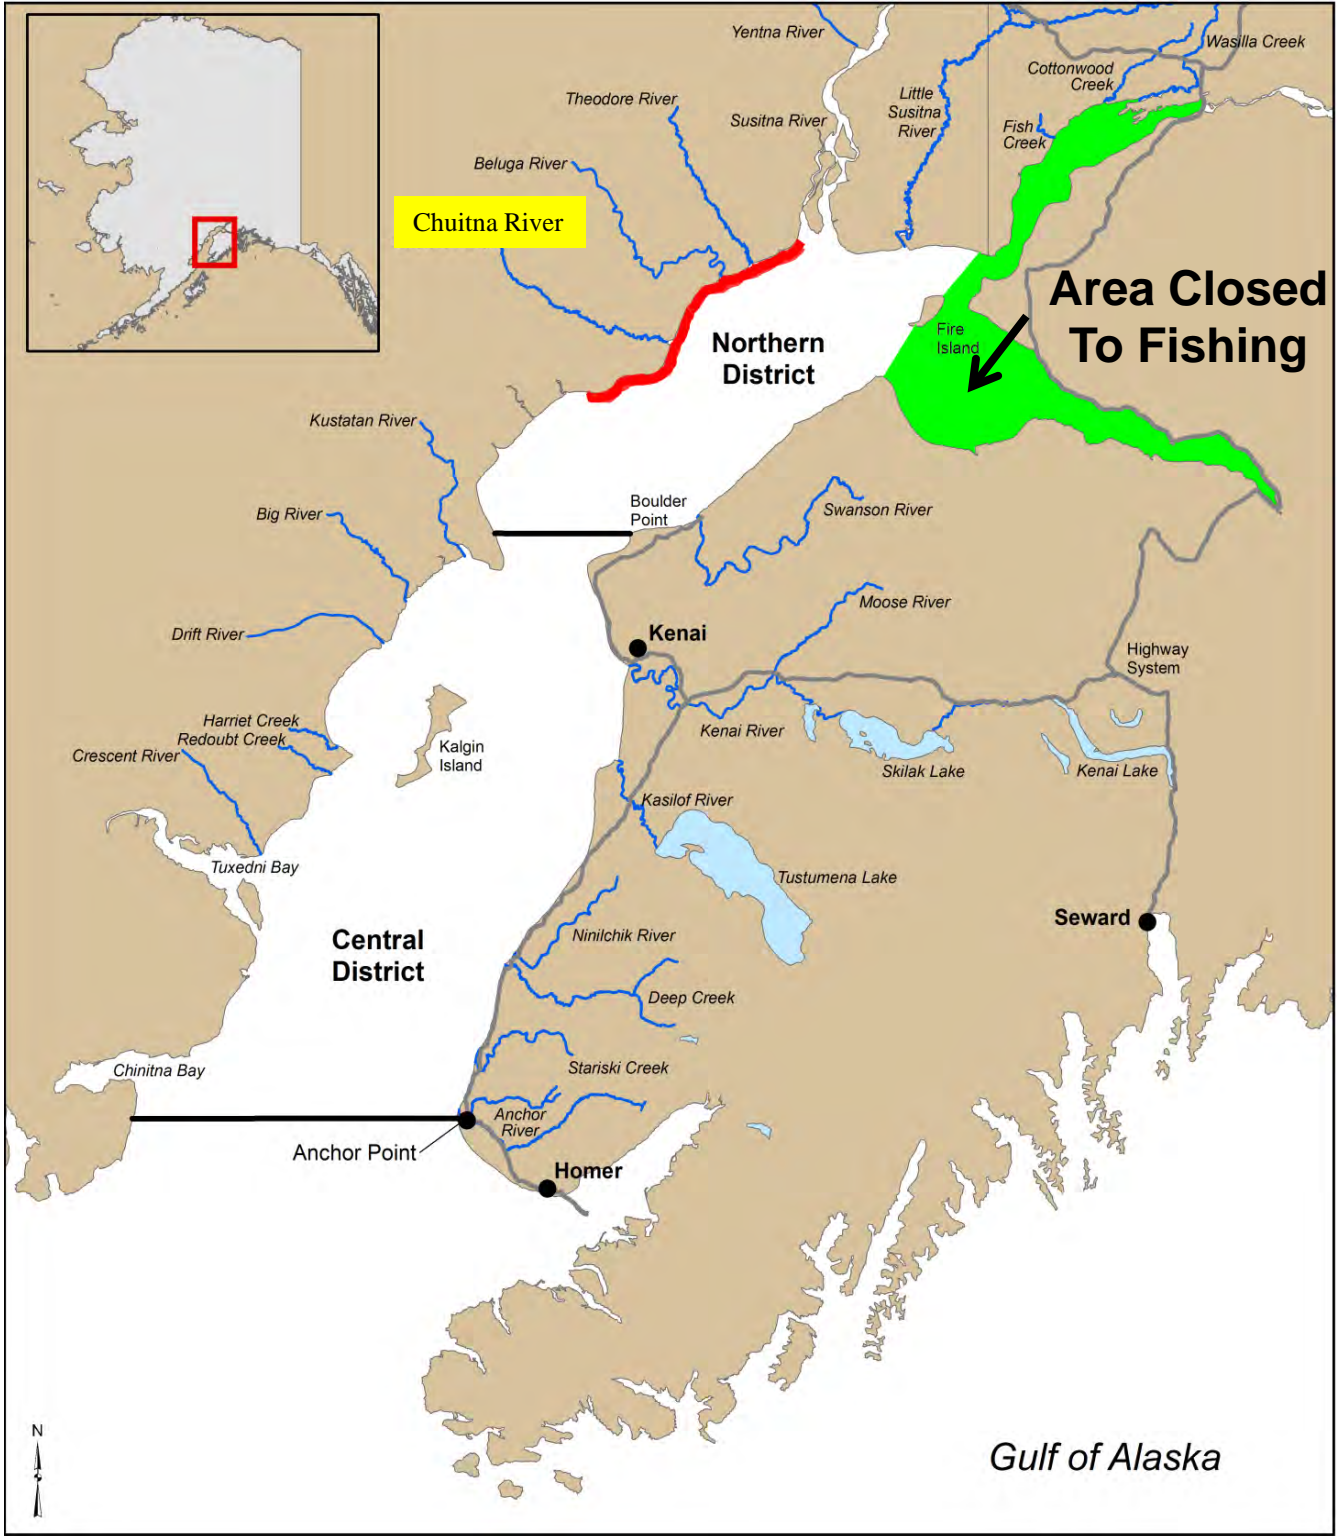 Yentna River
Wasilla Creek
Cottonwood
Creek
Theodore River
Little
Susitna
River
Susitna River
Fish
Creek
Beluga River
Chuitna River
Area Closed
To Fishing
Fire
Island
Northern
District
Kustatan River
Boulder
Point
Big River
Swanson River
Moose River
Drift River
Kenai
Highway
System
Harriet Creek
Redoubt Creek
Crescent River
Kalgin
Island
Kenai River
Skilak Lake
Kenai Lake
Kasilof River
Tuxedni Bay
Tustumena Lake
Seward
Central
District
Ninilchik River
Deep Creek
Chinitna Bay
Stariski Creek
Anchor
River
Anchor Point
Homer
N
Gulf of Alaska